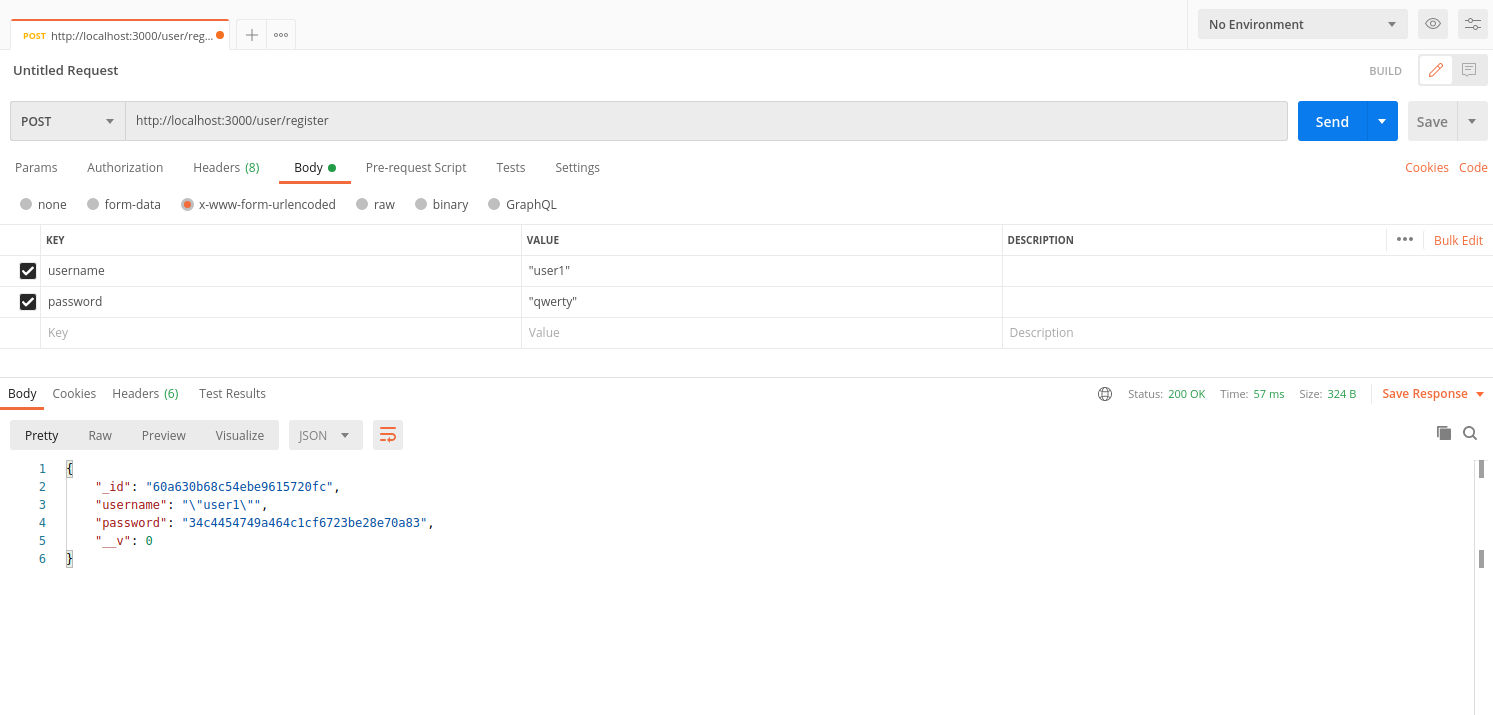 POST http://localhost:3000/user/reg...
No Environment
Untitled Request
BUILD
POST http://localhost:3000/user/register Send Save
Params Authorization Headers (8) Body Pre-request Script Tests Settings Cookies Code
none form-data x-www-form-urlencoded raw binary GraphQL
KEY VALUE DESCRIPTION ••• Bulk Edit
username "user1"
password "qwerty"
Key Value Description
Body Cookies Headers (6) Test Results Status: 200 OK Time: 57 ms Size: 324 B Save Response
Pretty Raw Preview Visualize JSON
1 {
2 "_id": "60a630b68c54ebe9615720fc",
3 "username": "\"user1\"",
4 "password": "34c4454749a464c1cf6723be28e70a83",
5 "__v": 0
6 }